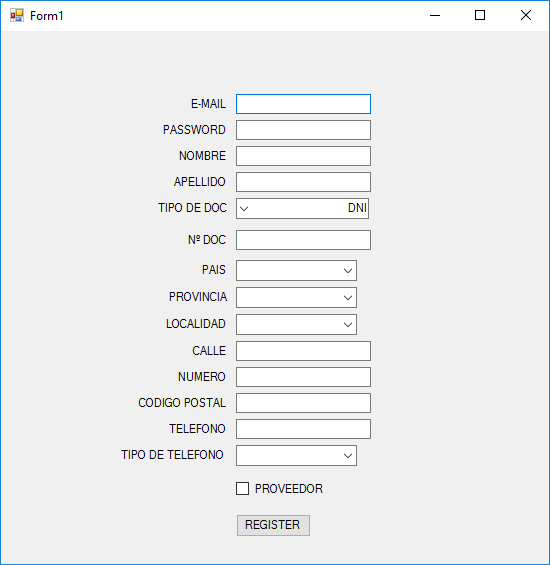 Form1
E-MAIL
PASSWORD
NOMBRE
APELLIDO
TIPO DE DOC DNI
Nº DOC
PAIS
PROVINCIA
LOCALIDAD
CALLE
NUMERO
CODIGO POSTAL
TELEFONO
TIPO DE TELEFONO
PROVEEDOR
REGISTER